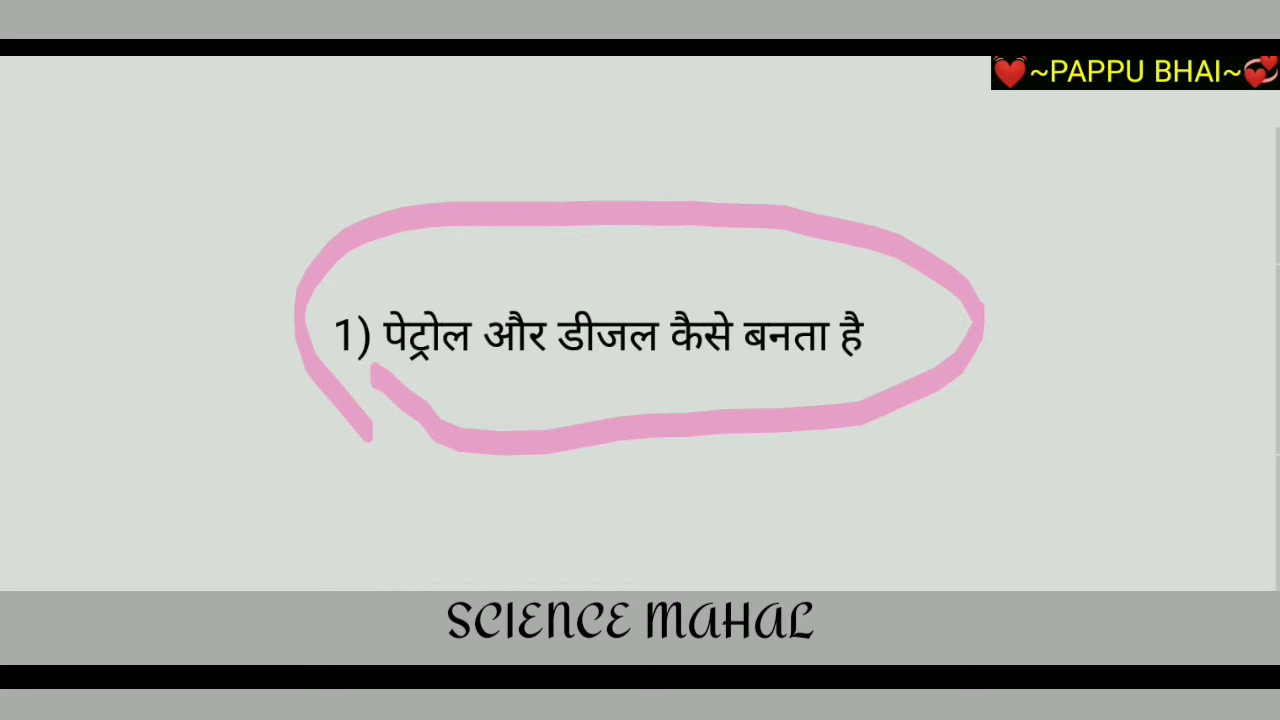 ❤️~PAPPU BHAI~💞
1) पेट्रोल और डीजल कैसे बनता है
SCIENCE MAHAL